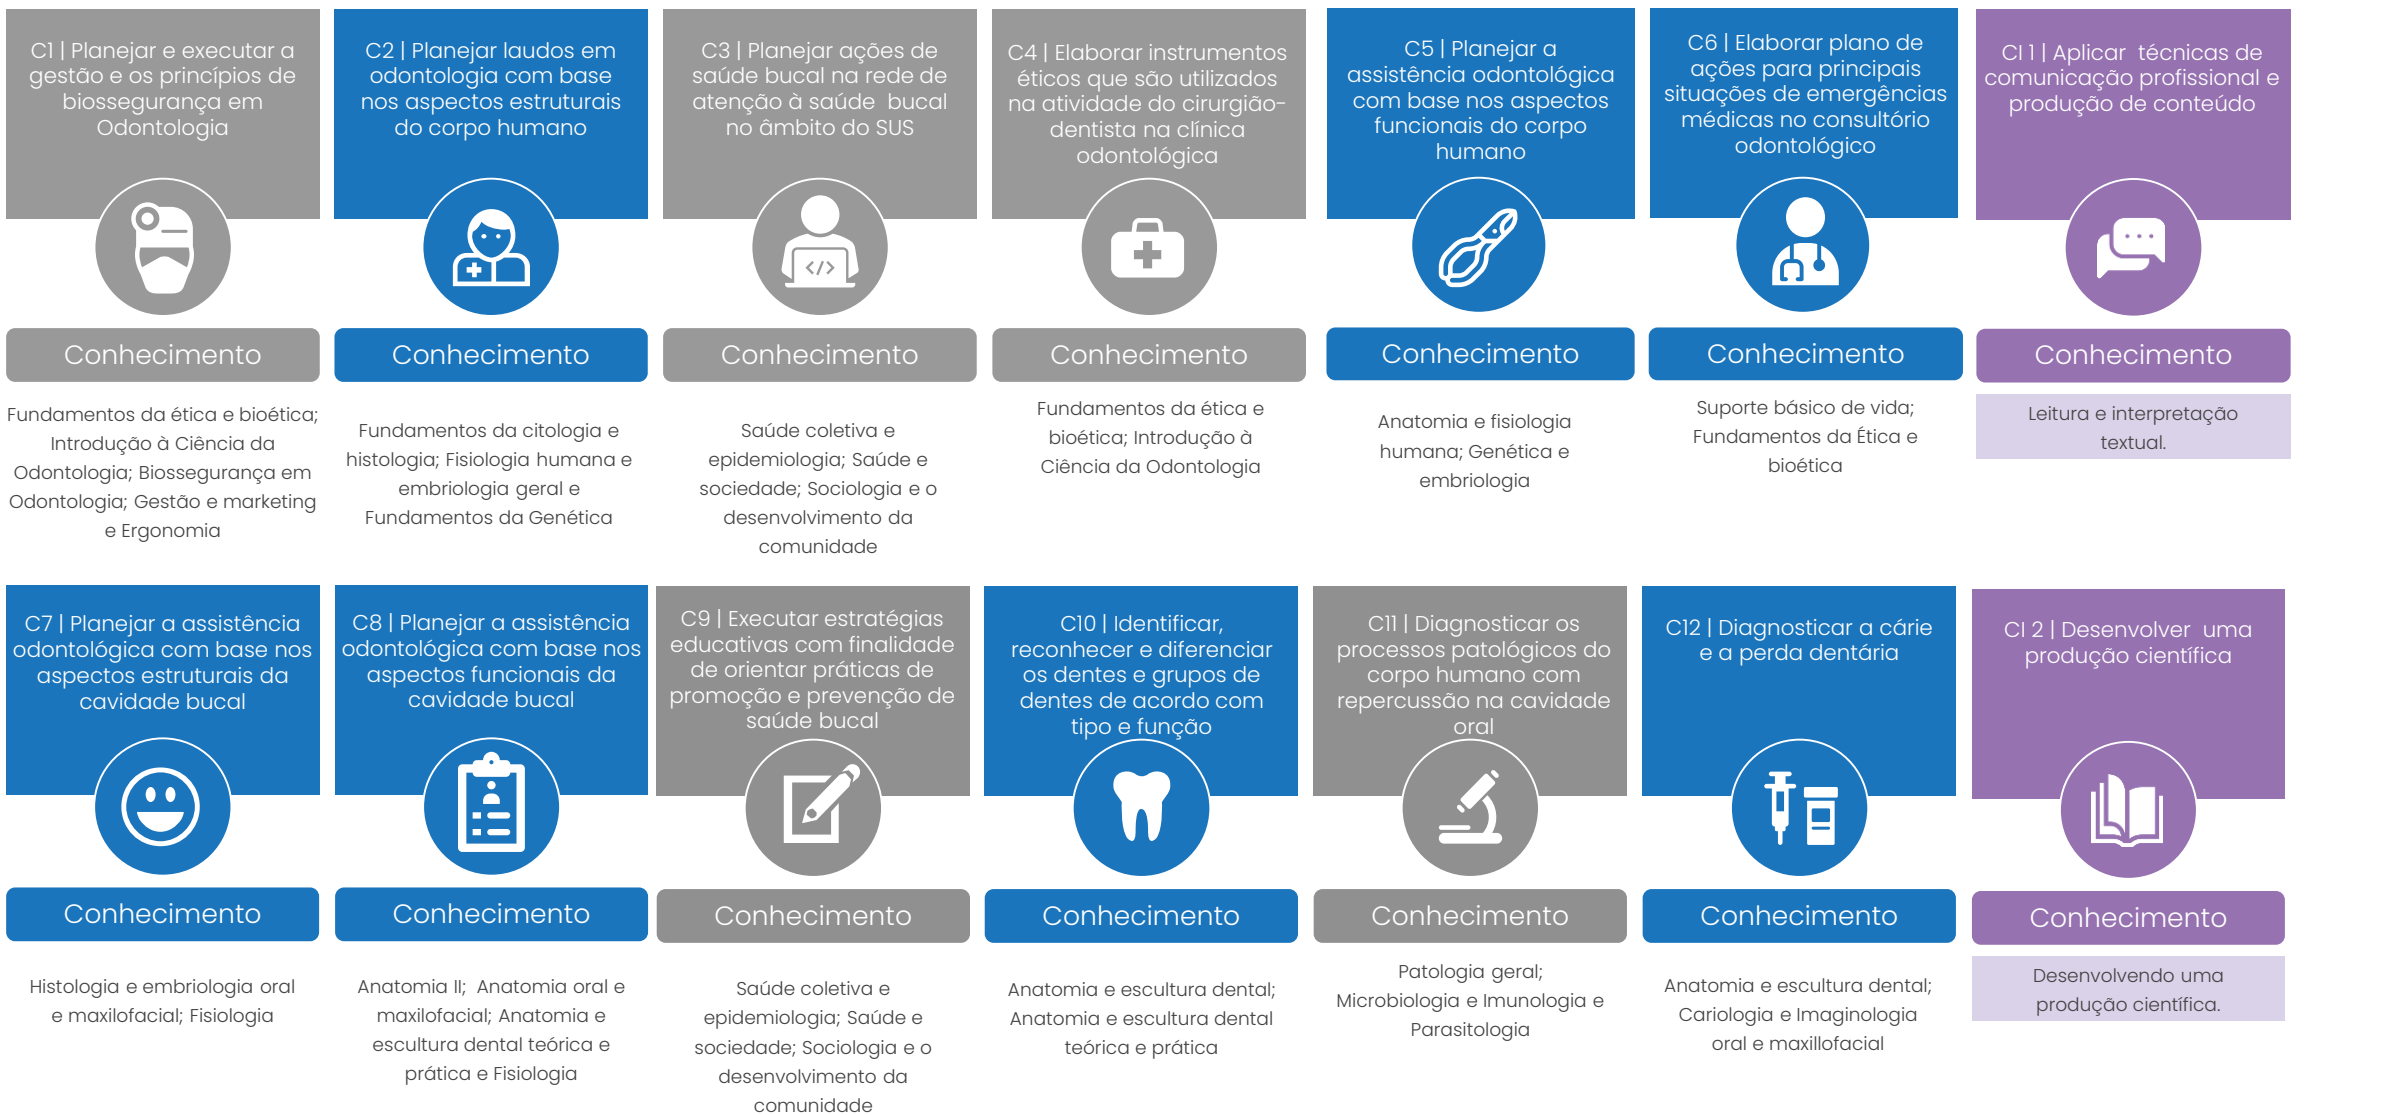 C1 | Planejar e executar a
gestão e os princípios de
biossegurança em
Odontologia
Conhecimento
Fundamentos da ética e bioética;
Introdução à Ciência da
Odontologia; Biossegurança em
Odontologia; Gestão e marketing
e Ergonomia
C2 | Planejar laudos em
odontologia com base
nos aspectos estruturais
do corpo humano
Conhecimento
Fundamentos da citologia e
histologia; Fisiologia humana e
embriologia geral e
Fundamentos da Genética
C3 | Planejar ações de
saúde bucal na rede de
atenção à saúde bucal
no âmbito do SUS
</>
Conhecimento
Saúde coletiva e
epidemiologia; Saúde e
sociedade; Sociologia e o
desenvolvimento da
comunidade
C4 | Elaborar instrumentos
éticos que são utilizados
na atividade do cirurgião-
dentista na clínica
odontológica
Conhecimento
Fundamentos da ética e
bioética; Introdução à
Ciência da Odontologia
C5 | Planejar a
assistência odontológica
com base nos aspectos
funcionais do corpo
humano
Conhecimento
Anatomia e fisiologia
humana; Genética e
embriologia
C6 | Elaborar plano de
ações para principais
situações de emergências
médicas no consultório
odontológico
Conhecimento
Suporte básico de vida;
Fundamentos da Ética e
bioética
CI 1 | Aplicar técnicas de
comunicação profissional e
produção de conteúdo
Conhecimento
Leitura e interpretação
textual.
C7 | Planejar a assistência
odontológica com base nos
aspectos estruturais da
cavidade bucal
Conhecimento
Histologia e embriologia oral
e maxilofacial; Fisiologia
C8 | Planejar a assistência
odontológica com base nos
aspectos funcionais da
cavidade bucal
Conhecimento
Anatomia II; Anatomia oral e
maxilofacial; Anatomia e
escultura dental teórica e
prática e Fisiologia
C9 | Executar estratégias
educativas com finalidade
de orientar práticas de
promoção e prevenção de
saúde bucal
Conhecimento
Saúde coletiva e
epidemiologia; Saúde e
sociedade; Sociologia e o
desenvolvimento da
comunidade
C10 | Identificar,
reconhecer e diferenciar
os dentes e grupos de
dentes de acordo com
tipo e função
Conhecimento
Anatomia e escultura dental;
Anatomia e escultura dental
teórica e prática
C11 | Diagnosticar os
processos patológicos do
corpo humano com
repercussão na cavidade
oral
Conhecimento
Patologia geral;
Microbiologia e Imunologia e
Parasitologia
C12 | Diagnosticar a cárie
e a perda dentária
Conhecimento
Anatomia e escultura dental;
Cariologia e Imaginologia
oral e maxillofacial
CI 2 | Desenvolver uma
produção científica
Conhecimento
Desenvolvendo uma
produção científica.